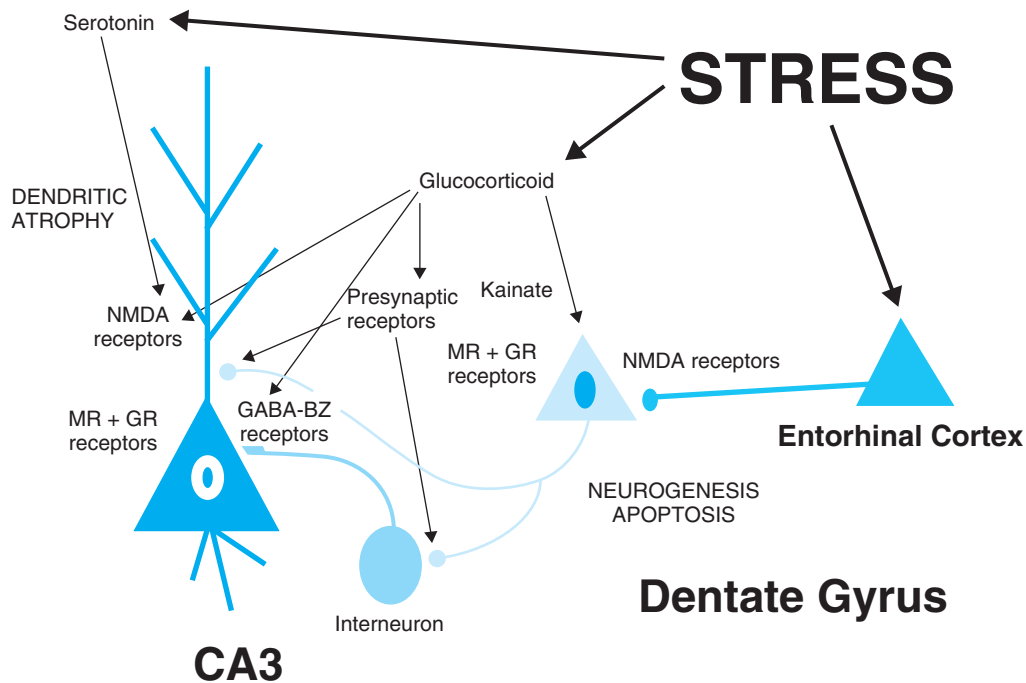 Serotonin
STRESS
Glucocorticoid
DENDRITIC
ATROPHY
Kainate
Presynaptic
receptors
NMDA
receptors
MR + GR
receptors
NMDA receptors
GABA-BZ
receptors
MR + GR
receptors
Entorhinal Cortex
NEUROGENESIS
APOPTOSIS
Dentate Gyrus
Interneuron
CA3